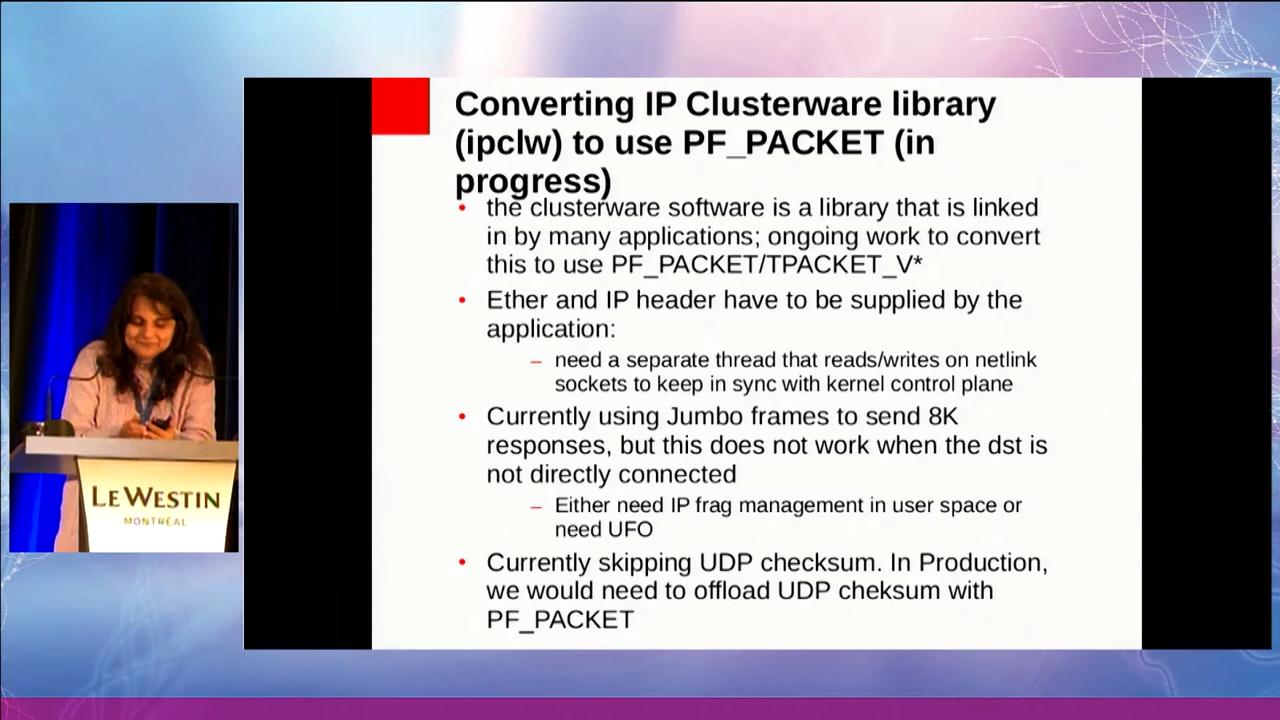 Converting IP Clusterware library
(ipclw) to use PF_PACKET (in
progress)
• the clusterware software is a library that is linked
in by many applications; ongoing work to convert
this to use PF_PACKET/TPACKET_V*
• Ether and IP header have to be supplied by the
application:
– need a separate thread that reads/writes on netlink
sockets to keep in sync with kernel control plane
• Currently using Jumbo frames to send 8K
responses, but this does not work when the dst is
not directly connected
– Either need IP frag management in user space or
need UFO
• Currently skipping UDP checksum. In Production,
we would need to offload UDP cheksum with
PF_PACKET
LE WESTIN
MONTRÉAL